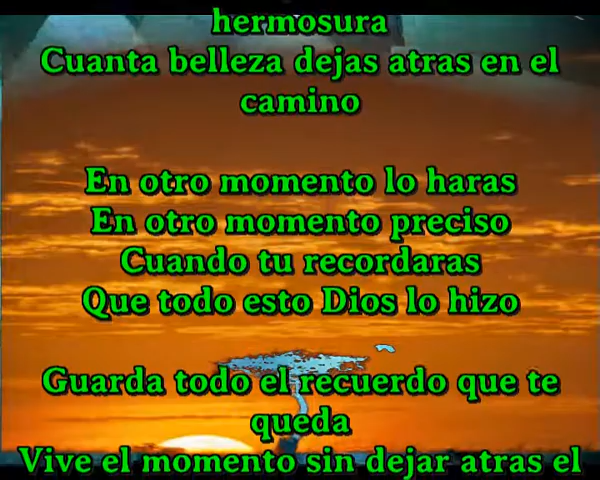 hermosura
Cuanta belleza dejas atras en el
camino
En otro momento lo haras
En otro momento preciso
Cuando tu recordaras
Que todo esto Dios lo hizo
Guarda todo el recuerdo que te
queda
Vive el momento sin dejar atras el